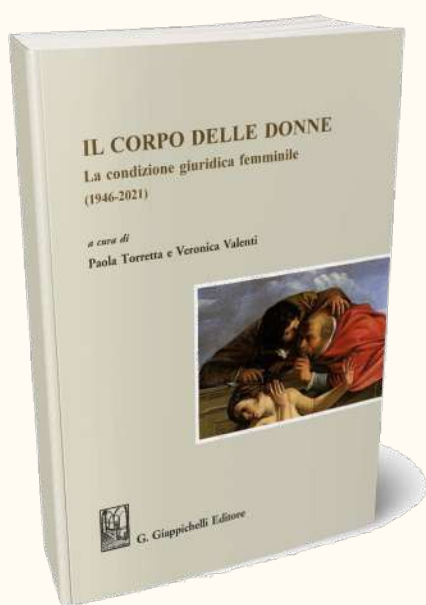 IL CORPO DELLE DONNE
La condizione giuridica femminile
(1946-2021)
a cura di
Paola Torretta e Veronica Valenti
G. Giappichelli Editore